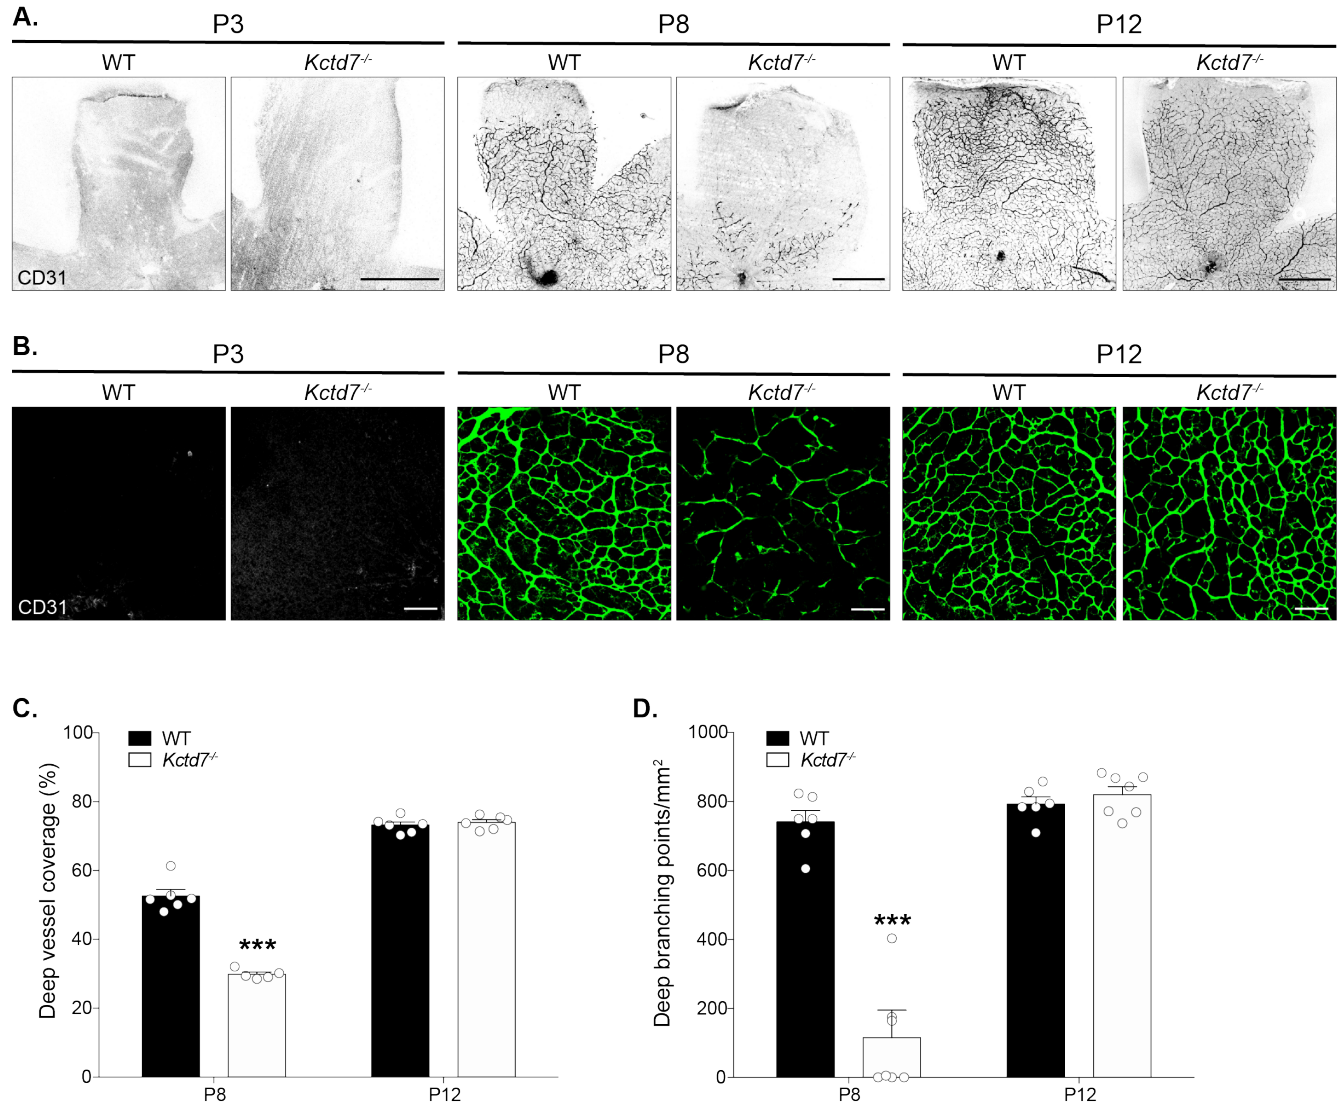 A.
P3 P8 P12
WT Kctd7-/- WT Kctd7-/- WT Kctd7-/-
CD31
B.
P3 P8 P12
WT Kctd7-/- WT Kctd7-/- WT Kctd7-/-
CD31
C.
Deep vessel coverage (%)
100
80
60
40
20
0
WT
Kctd7-/-
***
P8 P12
D.
Deep branching points/mm²
1000
800
600
400
200
0
WT
Kctd7-/-
***
P8 P12